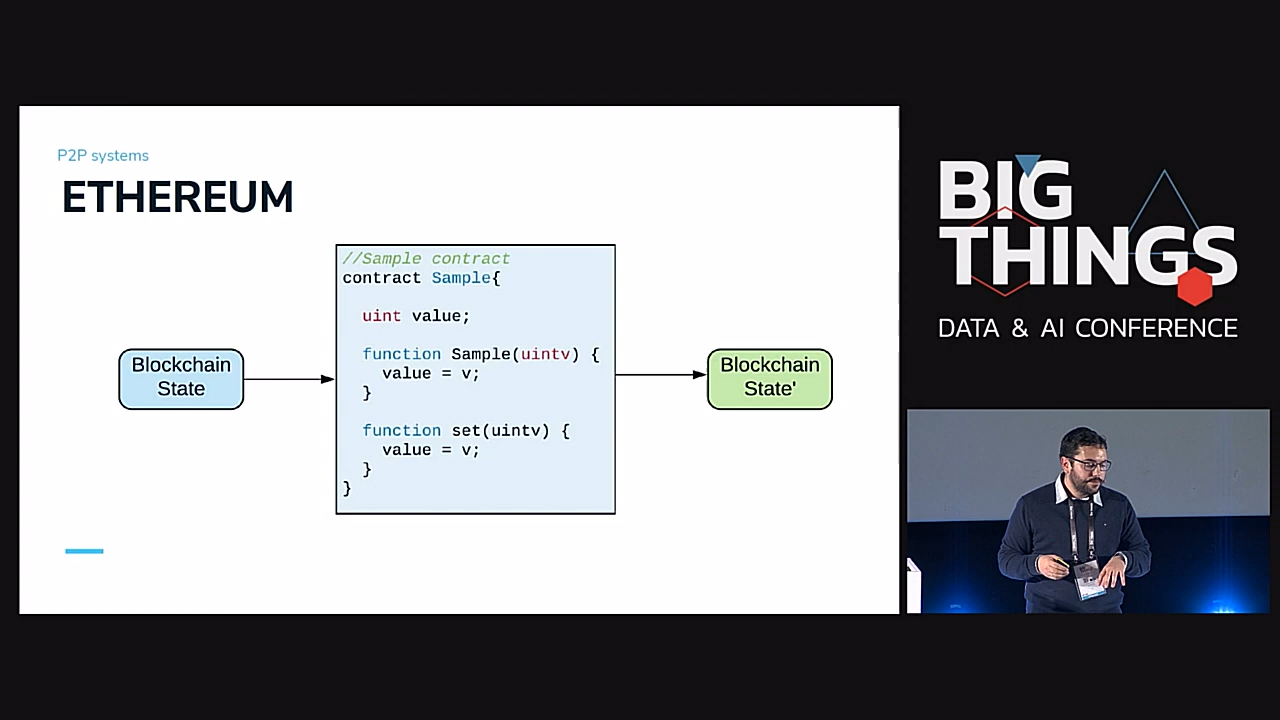 P2P systems
ETHEREUM
Blockchain
State
//Sample contract
contract Sample{
uint value;
function Sample(uintv) {
value = v;
}
function set(uintv) {
value = v;
}
}
Blockchain
State'
BIG
THINGS
DATA & AI CONFERENCE